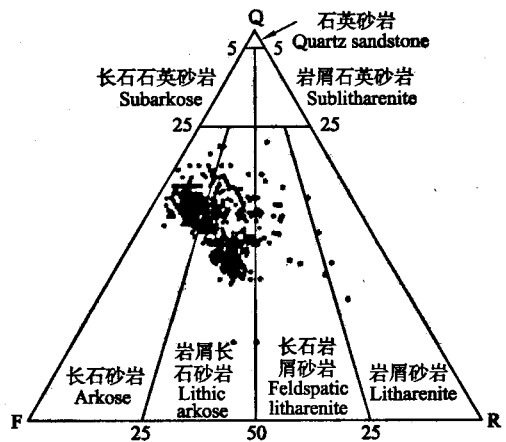 Q
石英砂岩
Quartz sandstone
5
5
长石石英砂岩
Subarkose
岩屑石英砂岩
Sublitharenite
25
25
长石砂岩
Arkose
岩屑长
石砂岩
Lithic
arkose
长石岩
屑砂岩
Feldspatic
litharenite
岩屑砂岩
Litharenite
F
25
50
25
R